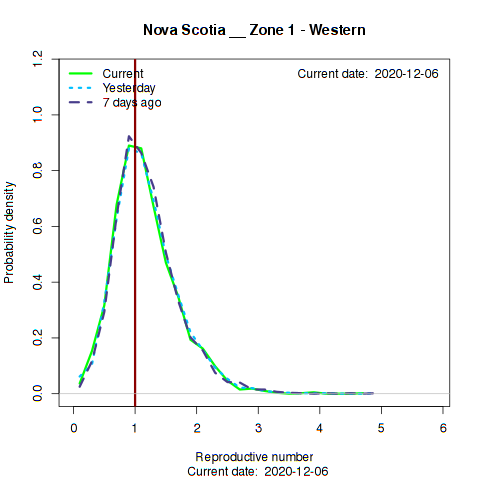 Nova Scotia __ Zone 1 - Western
Current
Yesterday
7 days ago
Current date:  2020-12-06
Probability density
0.0
0.2
0.4
0.6
0.8
1.0
1.2
0 1 2 3 4 5 6
Reproductive number
Current date:  2020-12-06